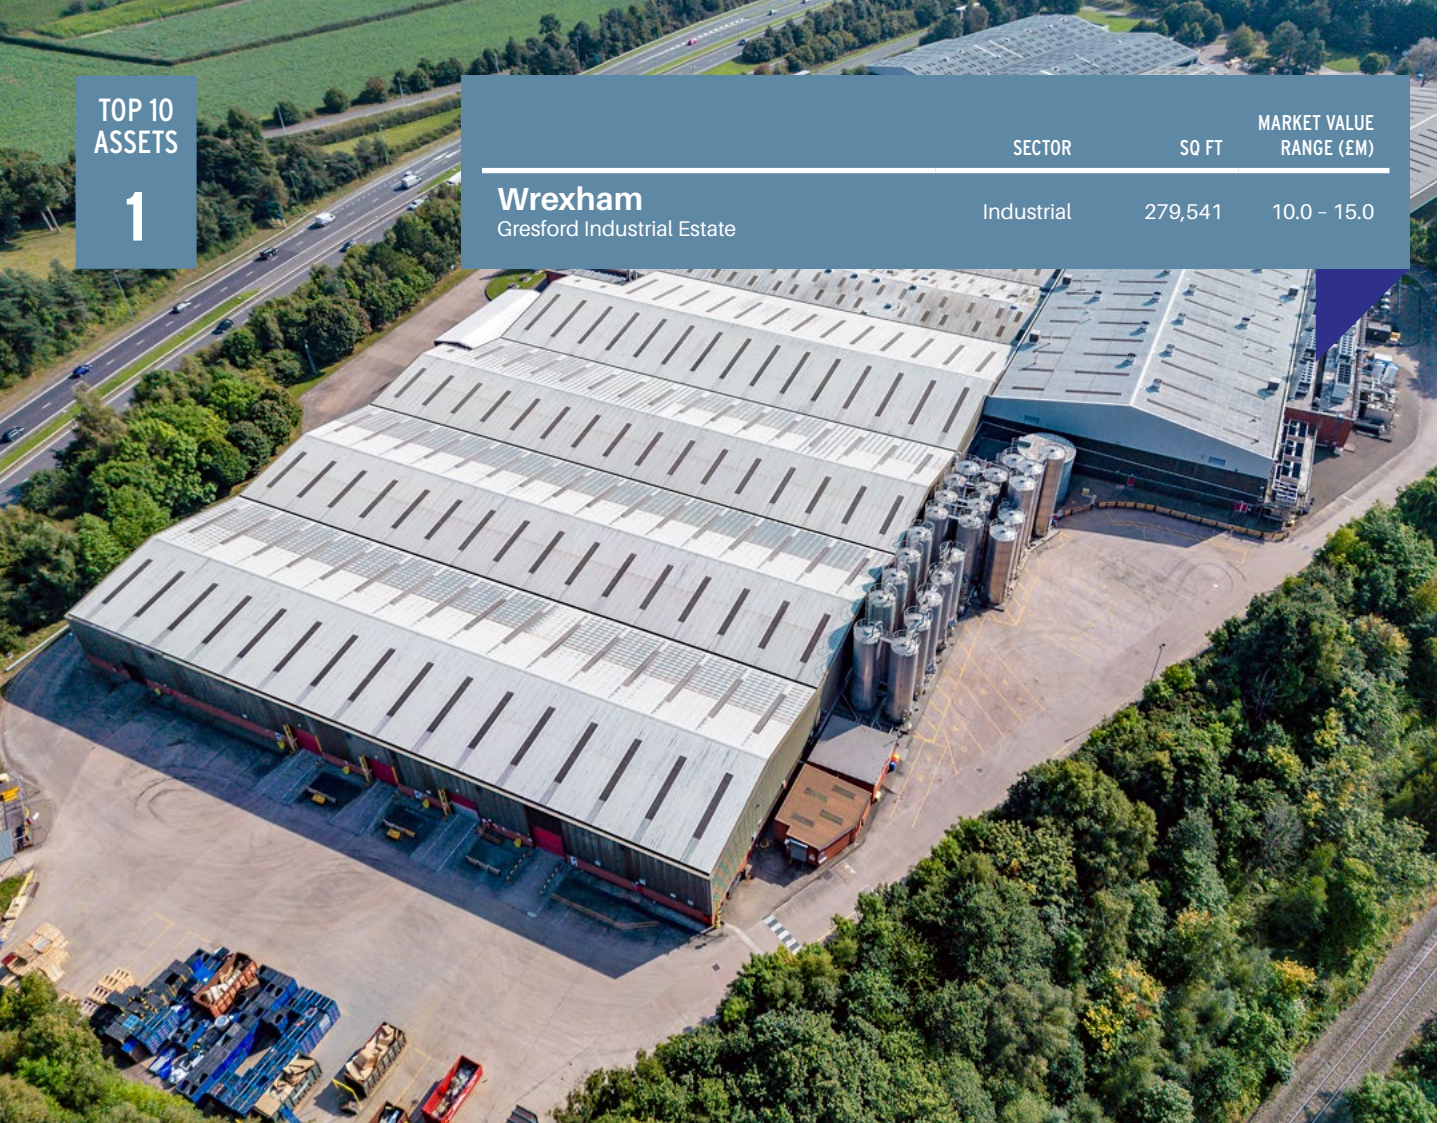 TOP 10
ASSETS
1
MARKET VALUE
SECTOR SQ FT RANGE (£M)
Wrexham
Gresford Industrial Estate
Industrial 279,541 10.0 – 15.0